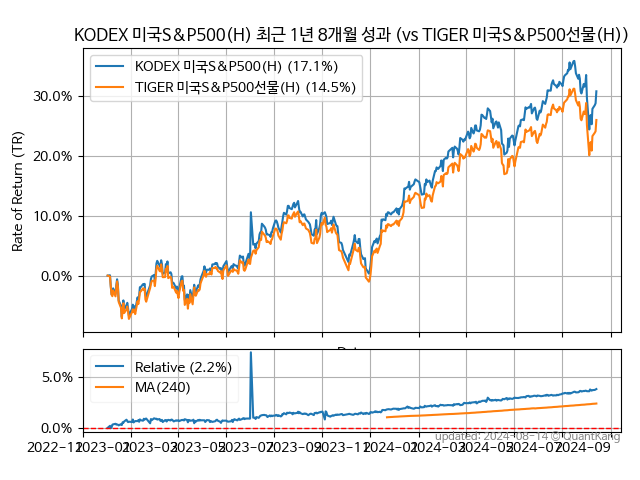 KODEX 미국S&P500(H) 최근 1년 8개월 성과 (vs TIGER 미국S&P500선물(H))
KODEX 미국S&P500(H) (17.1%)
TIGER 미국S&P500선물(H) (14.5%)
Rate of Return (TR)
30.0%
20.0%
10.0%
0.0%
Relative (2.2%)
MA(240)
5.0%
0.0%
updated: 2024-08-14 ©QuantKang
2022-11 2023-01 2023-03 2023-05 2023-07 2023-09 2023-11 2024-01 2024-03 2024-05 2024-07 2024-09